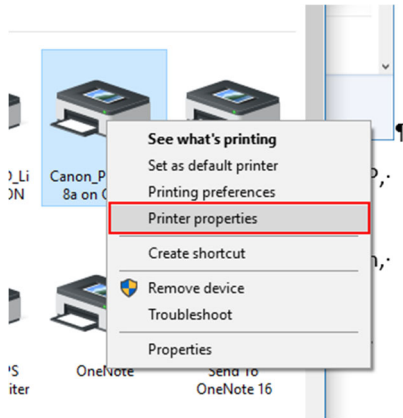 See what's printing
Set as default printer
Printing preferences
Printer properties
Create shortcut
Remove device
Troubleshoot
Properties
Canon_P
8a on
OneNote
Send To
OneNote 16